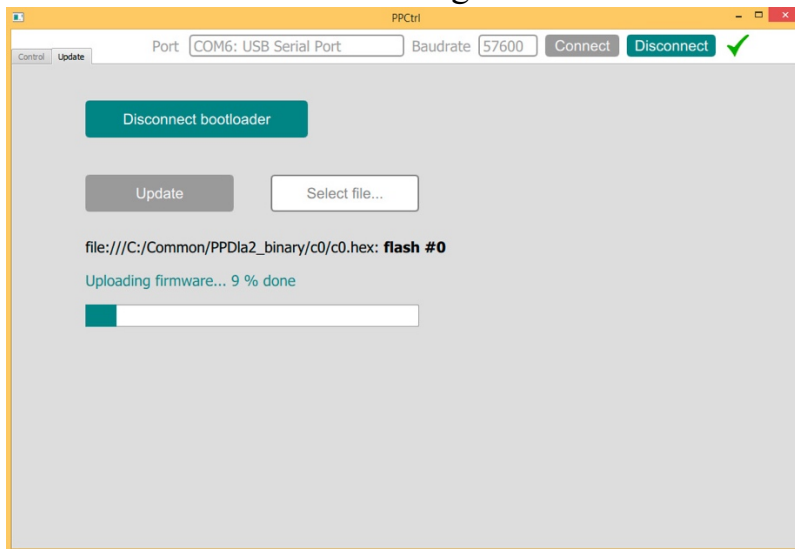 PPCtrl
Control Update Port COM6: USB Serial Port Baudrate 57600 Connect Disconnect
Disconnect bootloader
Update Select file...
file:///C:/Common/PPDla2_binary/c0/c0.hex: flash #0
Uploading firmware... 9 % done